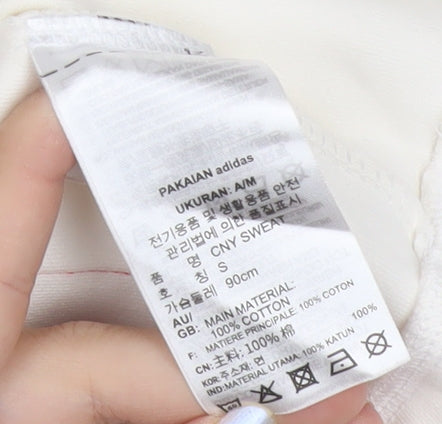 PAKAIAN adidas
UKURAN: A/M
전기용품 및 생활용품 안전
관리법에 의한 품질표시
품 명 CNY SWEAT
호 칭 S
가슴둘레 90cm
AU/
GB: MAIN MATERIAL:
100% COTTON
F: MATIERE PRINCIPALE: 100% COTON
CN: 主料: 100% 棉
KOR: 주소재: 면 100%
IND: MATERIAL UTAMA: 100% KATUN